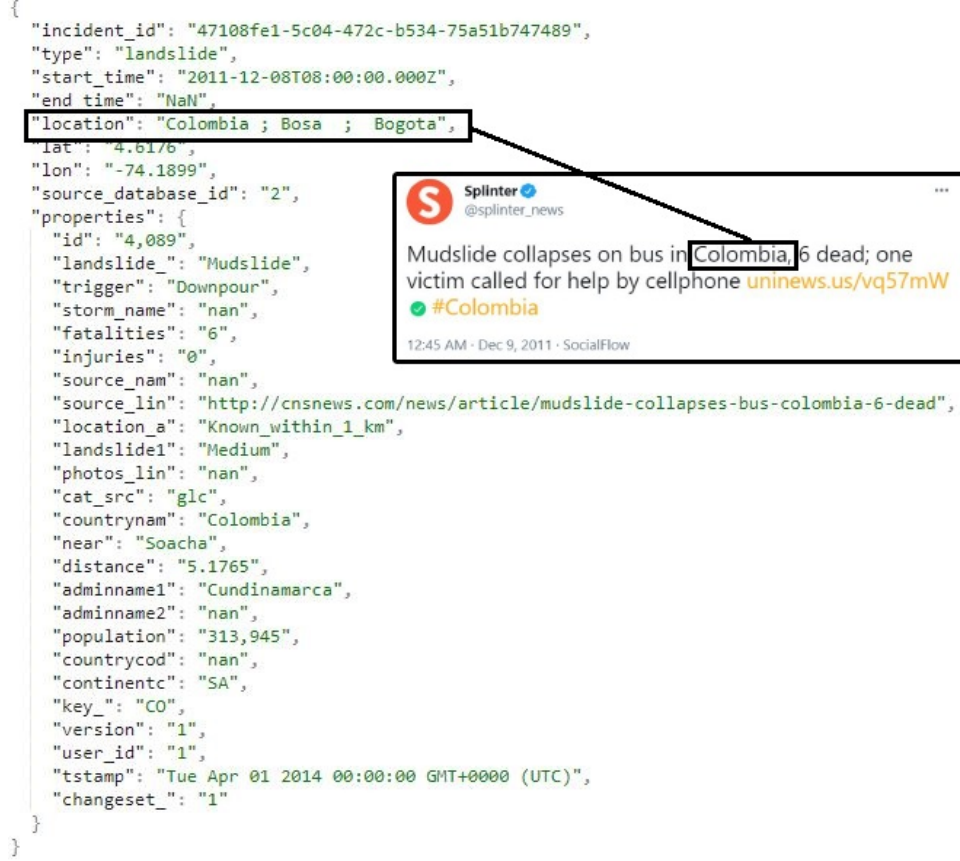 {
"incident_id": "47108fe1-5c04-472c-b534-75a51b747489",
"type": "landslide",
"start_time": "2011-12-08T08:00:00.000Z",
"end_time": "NaN",
"location": "Colombia ; Bosa  ;  Bogota",
"lat": "4.6176",
"lon": "-74.1899",
"source_database_id": "2",
"properties": {
"id": "4,089",
"landslide_": "Mudslide",
"trigger": "Downpour",
"storm_name": "nan",
"fatalities": "6",
"injuries": "0",
"source_nam": "nan",
"source_lin": "http://cnsnews.com/news/article/mudslide-collapses-bus-colombia-6-dead",
"location_a": "Known_within_1_km",
"landslide1": "Medium",
"photos_lin": "nan",
"cat_src": "glc",
"countrynam": "Colombia",
"near": "Soacha",
"distance": "5.1765",
"adminname1": "Cundinamarca",
"adminname2": "nan",
"population": "313,945",
"countrycod": "nan",
"continentc": "SA",
"key_": "CO",
"version": "1",
"user_id": "1",
"tstamp": "Tue Apr 01 2014 00:00:00 GMT+0000 (UTC)",
"changeset_": "1"
}
}
S
Splinter
@splinter_news
Mudslide collapses on bus in Colombia, 6 dead; one
victim called for help by cellphone uninews.us/vq57mW
#Colombia
12:45 AM · Dec 9, 2011 · SocialFlow